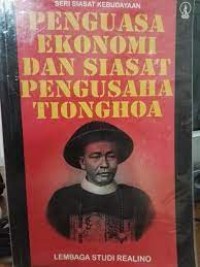 SERI SIASAT KEBUDAYAAN
PENGUASA
EKONOMI
DAN SIASAT
PENGUSAHA
TIONGHOA
LEMBAGA STUDI REALINO